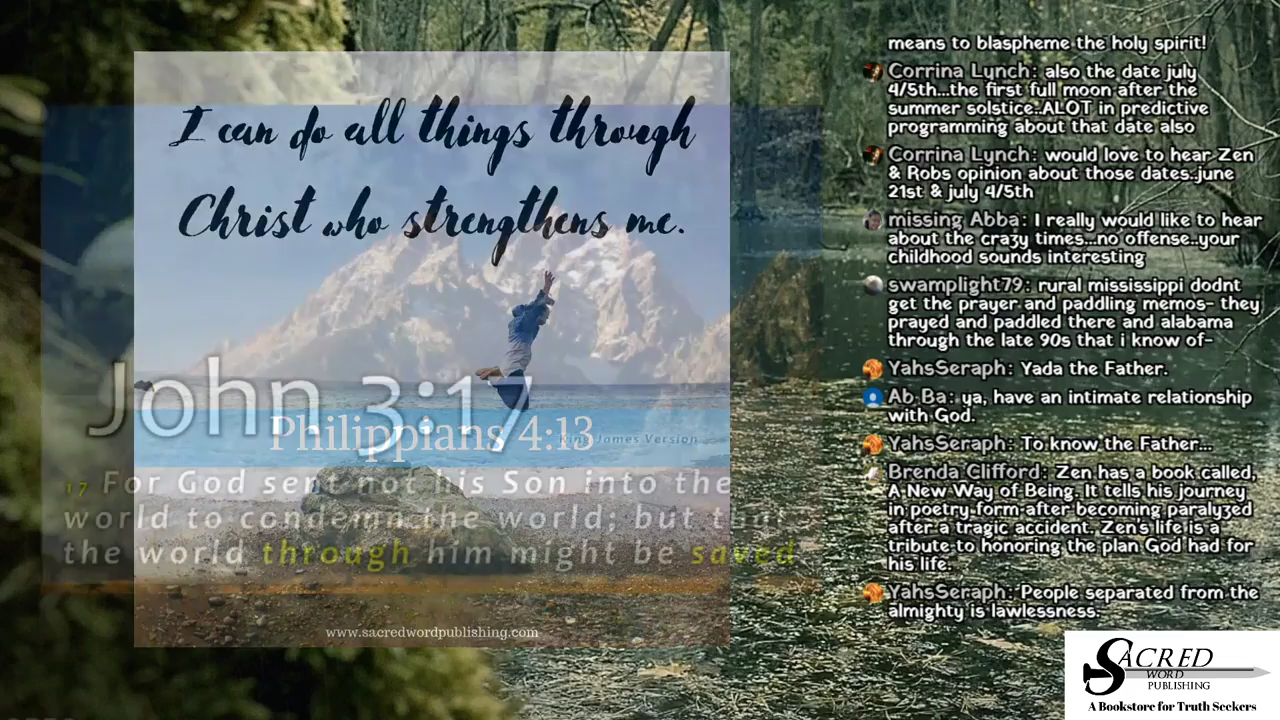 I can do all things through
Christ who strengthens me.
John 3:17
Philippians 4:13
King James Version
17 For God sent not his Son into the
world to condemn the world; but that
the world through him might be saved
www.sacredwordpublishing.com
means to blaspheme the holy spirit!
Corrina Lynch: also the date july
4/5th...the first full moon after the
summer solstice..ALOT in predictive
programming about that date also
Corrina Lynch: would love to hear Zen
& Robs opinion about those dates..june
21st & july 4/5th
missing Abba: I really would like to hear
about the cra3y times...no offense..your
childhood sounds interesting
swamplight79: rural mississippi dodnt
get the prayer and paddling memos- they
prayed and paddled there and alabama
through the late 90s that i know of-
YahsSeraph: Yada the Father.
Ab Ba: ya, have an intimate relationship
with God.
YahsSeraph: To know the Father...
Brenda Clifford: Zen has a book called,
A New Way of Being. It tells his journey
in poetry form after becoming paraly3ed
after a tragic accident. Zen's life is a
tribute to honoring the plan God had for
his life.
YahsSeraph: 'People separated from the
almighty is lawlessness.
SACRED
WORD
PUBLISHING
A Bookstore for Truth Seekers